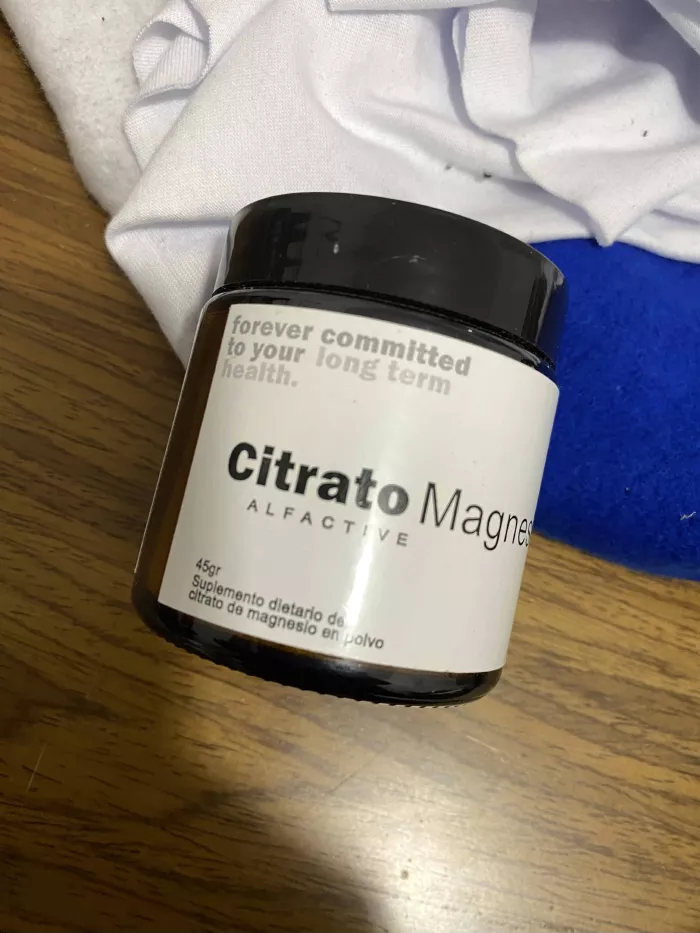 forever committed
to your long term
health.
Citrato Magnes
ALFACTIVE
45gr
Suplemento dietario de
citrato de magnesio en polvo